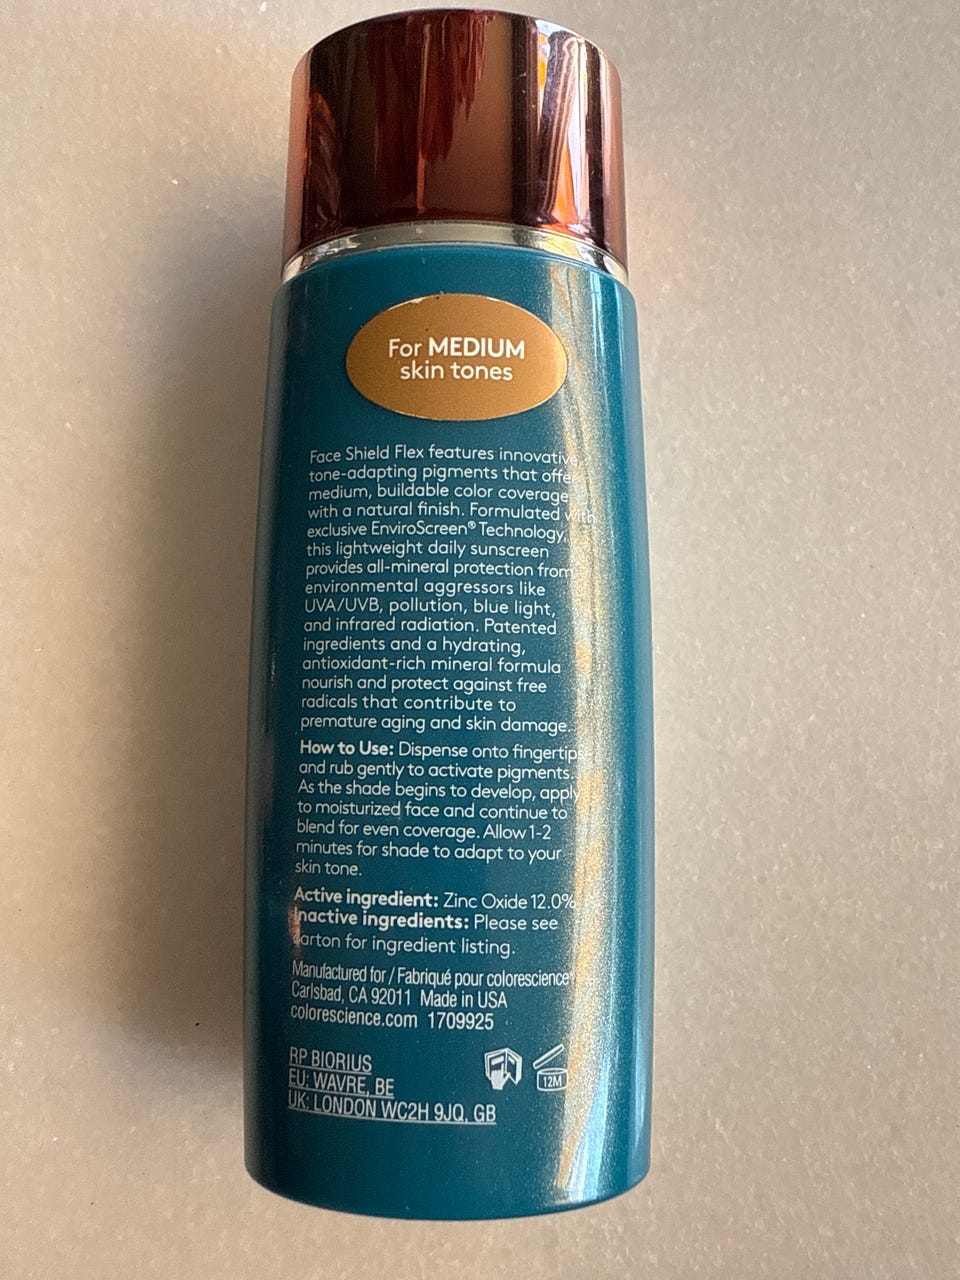 For MEDIUM
skin tones
Face Shield Flex features innovative,
tone-adapting pigments that offer
medium, buildable color coverage
with a natural finish. Formulated with
exclusive EnviroScreen® Technology,
this lightweight daily sunscreen
provides all-mineral protection from
environmental aggressors like
UVA/UVB, pollution, blue light,
and infrared radiation. Patented
ingredients and a hydrating,
antioxidant-rich mineral formula
nourish and protect against free
radicals that contribute to
premature aging and skin damage.
How to Use: Dispense onto fingertips
and rub gently to activate pigments.
As the shade begins to develop, apply
to moisturized face and continue to
blend for even coverage. Allow 1-2
minutes for shade to adapt to your
skin tone.
Active ingredient: Zinc Oxide 12.0%
Inactive ingredients: Please see
carton for ingredient listing.
Manufactured for / Fabriqué pour colorescience®
Carlsbad, CA 92011 Made in USA
colorescience.com 1709925
RP BIORIUS
EU: WAVRE, BE
UK: LONDON WC2H 9JQ, GB
12M